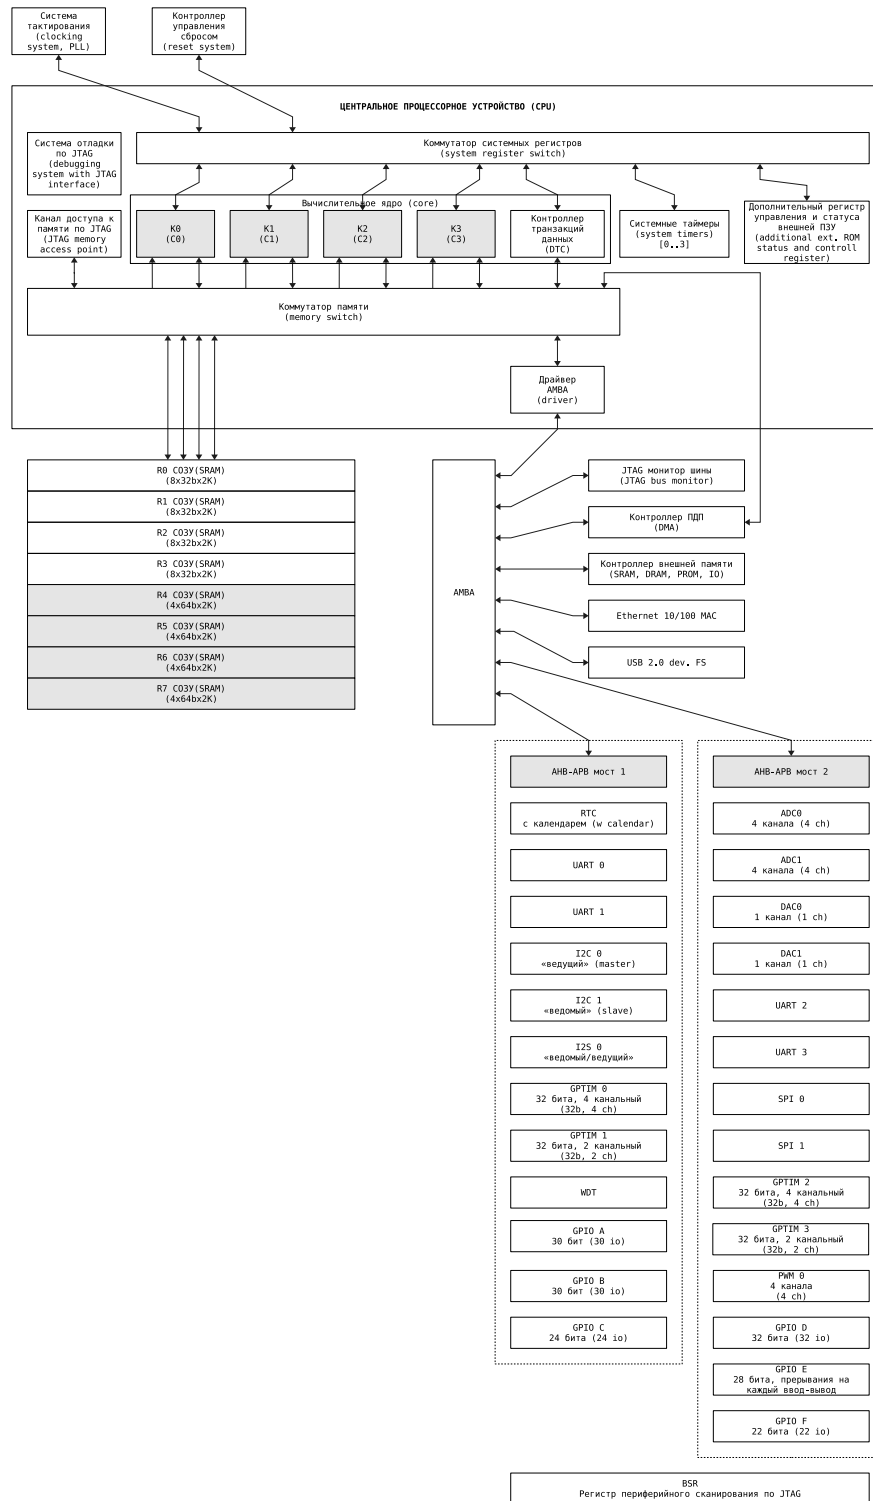 Система
тактирования
(clocking
system, PLL)
Контроллер
управления
сбросом
(reset system)
ЦЕНТРАЛЬНОЕ ПРОЦЕССОРНОЕ УСТРОЙСТВО (CPU)
Система отладки
по JTAG
(debugging
system with JTAG
interface)
Коммутатор системных регистров
(system register switch)
Вычислительное ядро (core)
Канал доступа к
памяти по JTAG
(JTAG memory
access point)
K0
(C0)
K1
(C1)
K2
(C2)
K3
(C3)
Контроллер
транзакций
данных
(DTC)
Системные таймеры
(system timers)
[0..3]
Дополнительный регистр
управления и статуса
внешней ПЗУ
(additional ext. ROM
status and controll
register)
Коммутатор памяти
(memory switch)
Драйвер
AMBA
(driver)
R0 СОЗУ(SRAM)
(8x32bx2K)
R1 СОЗУ(SRAM)
(8x32bx2K)
R2 СОЗУ(SRAM)
(8x32bx2K)
R3 СОЗУ(SRAM)
(8x32bx2K)
R4 СОЗУ(SRAM)
(4x64bx2K)
R5 СОЗУ(SRAM)
(4x64bx2K)
R6 СОЗУ(SRAM)
(4x64bx2K)
R7 СОЗУ(SRAM)
(4x64bx2K)
AMBA
JTAG монитор шины
(JTAG bus monitor)
Контроллер ПДП
(DMA)
Контроллер внешней памяти
(SRAM, DRAM, PROM, IO)
Ethernet 10/100 MAC
USB 2.0 dev. FS
AHB-APB мост 1
RTC
с календарем (w calendar)
UART 0
UART 1
I2C 0
«ведущий» (master)
I2C 1
«ведомый» (slave)
I2S 0
«ведомый/ведущий»
GPTIM 0
32 бита, 4 канальный
(32b, 4 ch)
GPTIM 1
32 бита, 2 канальный
(32b, 2 ch)
WDT
GPIO A
30 бит (30 io)
GPIO B
30 бит (30 io)
GPIO C
24 бита (24 io)
AHB-APB мост 2
ADC0
4 канала (4 ch)
ADC1
4 канала (4 ch)
DAC0
1 канал (1 ch)
DAC1
1 канал (1 ch)
UART 2
UART 3
SPI 0
SPI 1
GPTIM 2
32 бита, 4 канальный
(32b, 4 ch)
GPTIM 3
32 бита, 2 канальный
(32b, 2 ch)
PWM 0
4 канала
(4 ch)
GPIO D
32 бита (32 io)
GPIO E
28 бита, прерывания на
каждый ввод-вывод
GPIO F
22 бита (22 io)
BSR
Регистр периферийного сканирования по JTAG